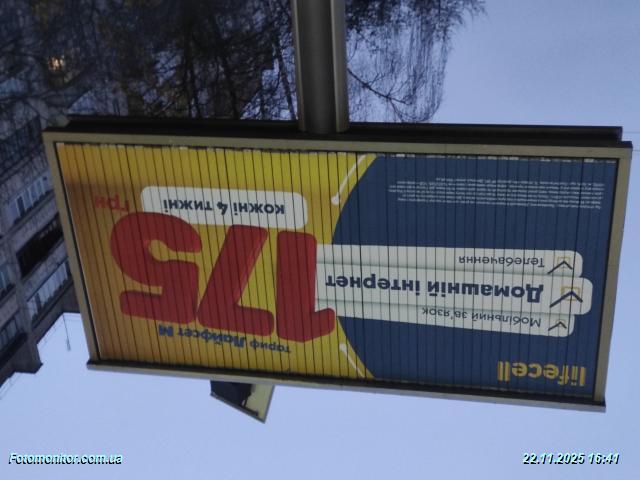 lifecell
Мобільний зв'язок
Домашній інтернет
Телебачення
тариф Лайфсет М
175
грн
кожні 4 тижні
Fotomonitor.com.ua
22.11.2025 16:41